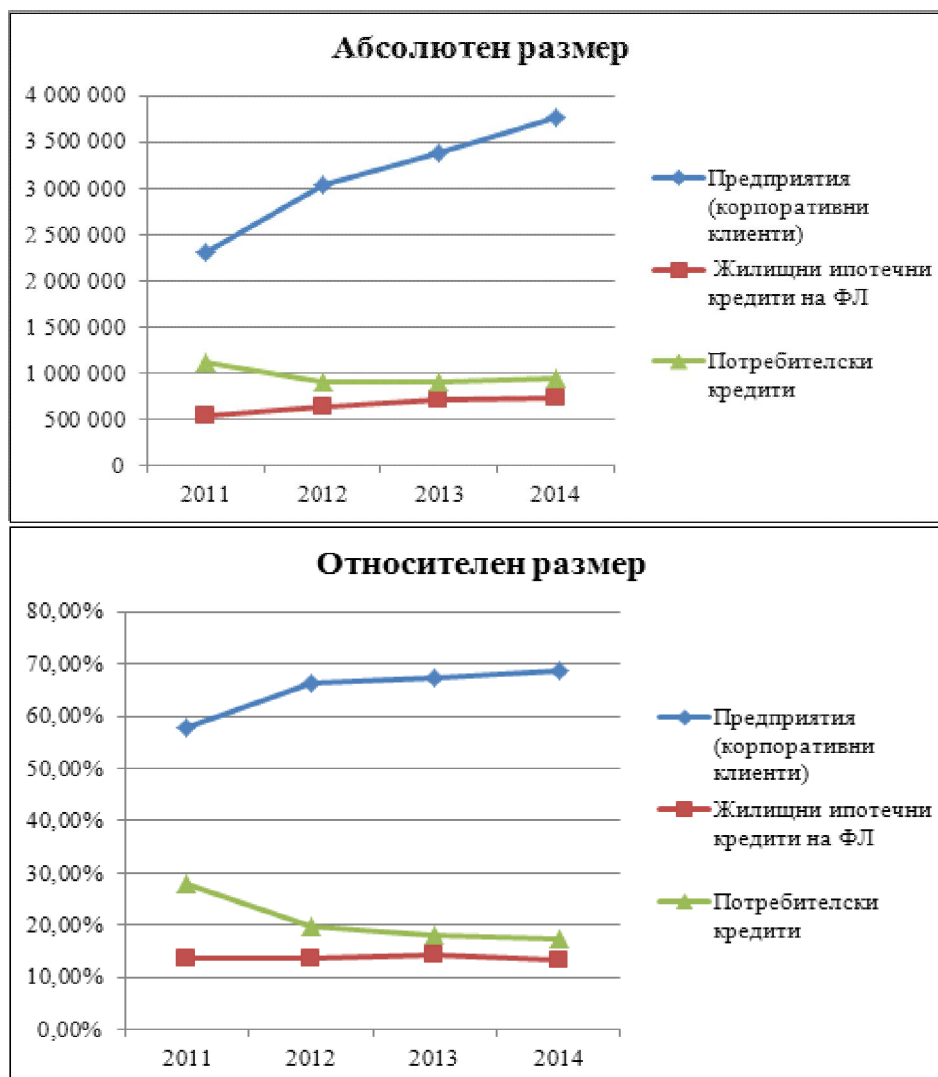 Абсолютен размер
4 000 000
3 500 000
3 000 000
2 500 000
2 000 000
1 500 000
1 000 000
500 000
0
2011 2012 2013 2014
Предприятия
(корпоративни
клиенти)
Жилищни ипотечни
кредити на ФЛ
Потребителски
кредити
Относителен размер
80,00%
70,00%
60,00%
50,00%
40,00%
30,00%
20,00%
10,00%
0,00%
2011 2012 2013 2014
Предприятия
(корпоративни
клиенти)
Жилищни ипотечни
кредити на ФЛ
Потребителски
кредити